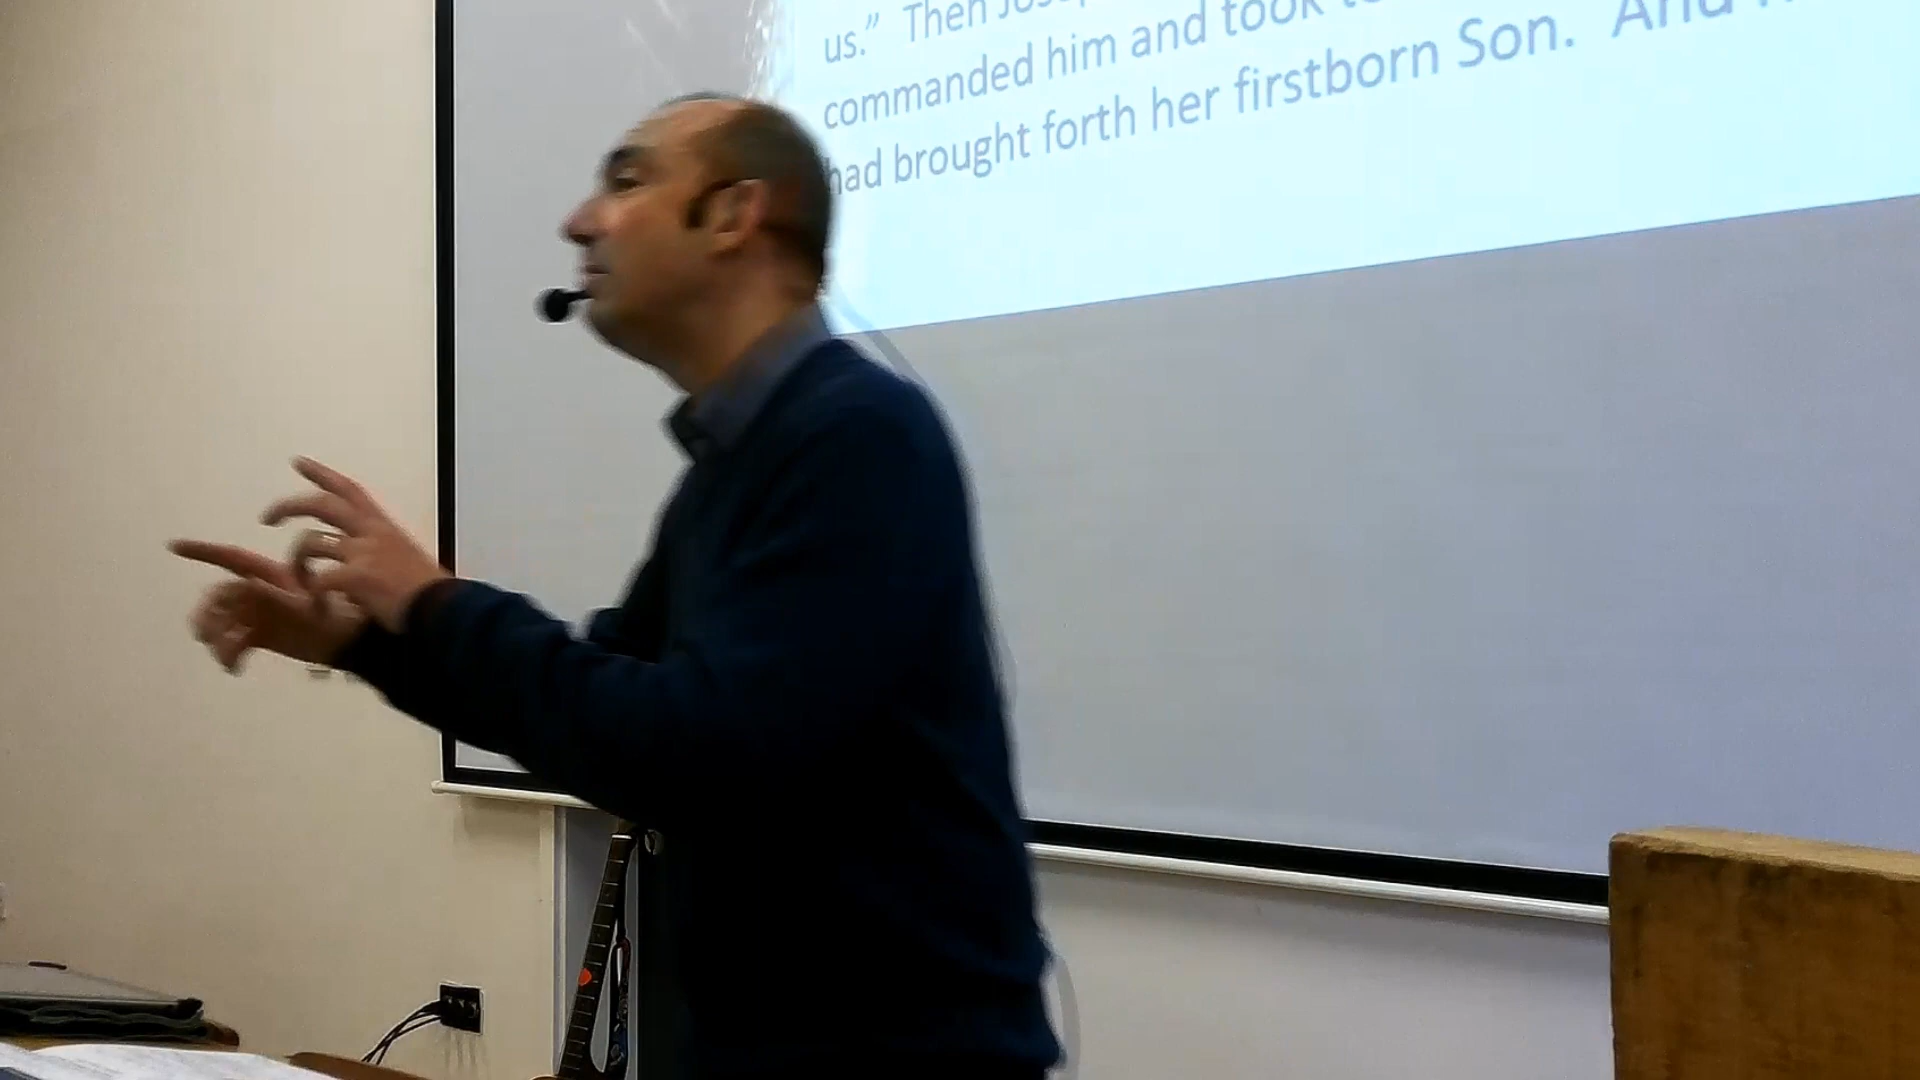 us.” Then
commanded him and took
had brought forth her firstborn Son. And